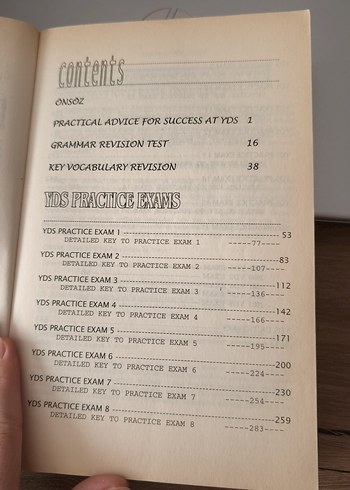 contents
ÖNSÖZ
PRACTICAL ADVICE FOR SUCCESS AT YDS 1
GRAMMAR REVISION TEST 16
KEY VOCABULARY REVISION 38
YDS PRACTICE EXAMS
YDS PRACTICE EXAM 1 ------------------------------------------ 53
DETAILED KEY TO PRACTICE EXAM 1 -----77----
YDS PRACTICE EXAM 2 ------------------------------------------ 83
DETAILED KEY TO PRACTICE EXAM 2 -----107----
YDS PRACTICE EXAM 3 ------------------------------------------ 112
DETAILED KEY TO PRACTICE EXAM 3 -----136----
YDS PRACTICE EXAM 4 ------------------------------------------ 142
DETAILED KEY TO PRACTICE EXAM 4 -----166----
YDS PRACTICE EXAM 5 ------------------------------------------ 171
DETAILED KEY TO PRACTICE EXAM 5 -----195----
YDS PRACTICE EXAM 6 ------------------------------------------ 200
DETAILED KEY TO PRACTICE EXAM 6 -----224----
YDS PRACTICE EXAM 7 ------------------------------------------ 230
DETAILED KEY TO PRACTICE EXAM 7 -----254----
YDS PRACTICE EXAM 8 ------------------------------------------ 259
DETAILED KEY TO PRACTICE EXAM 8 -----283----